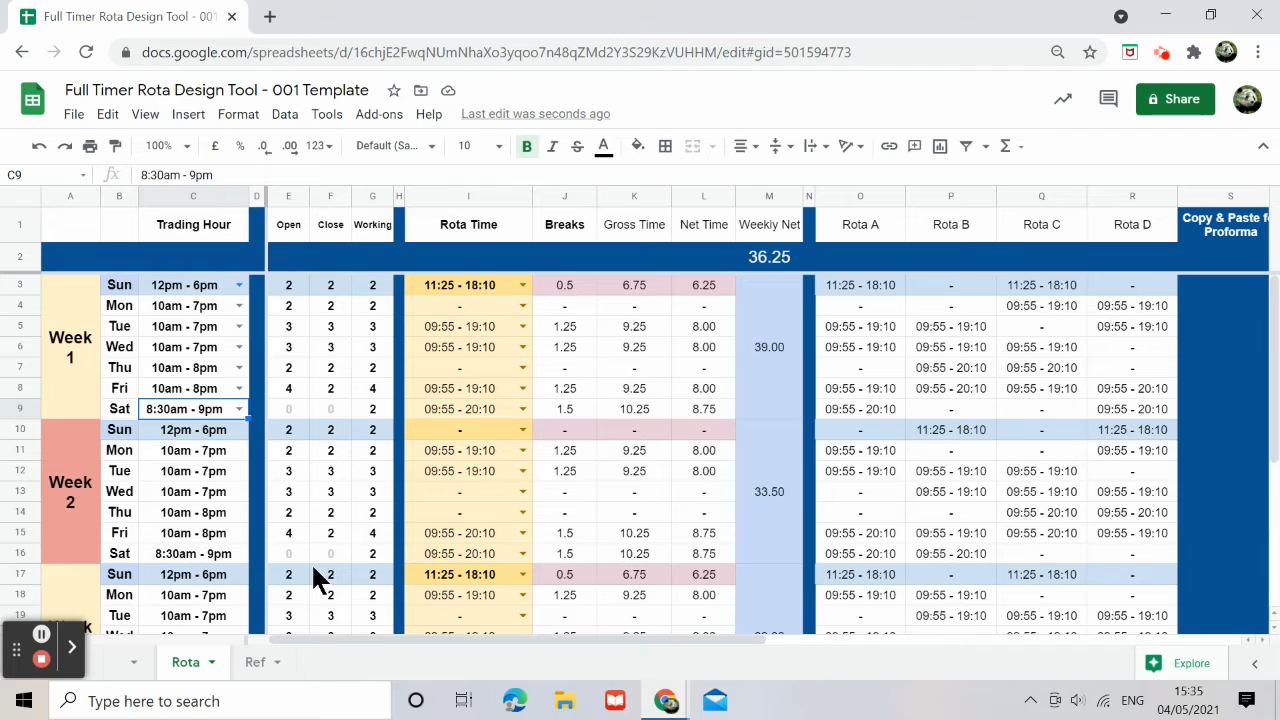 Full Timer Rota Design Tool - 001
docs.google.com/spreadsheets/d/16chjE2FwqNUmNhaXo3yqoo7n48qZMd2Y3S29KzVUHHM/edit#gid=501594773
Full Timer Rota Design Tool - 001 Template
Share
File Edit View Insert Format Data Tools Add-ons Help Last edit was seconds ago
100% £ % .0 .00 123 Default (Sa... 10 B I S A Σ
C9 fx 8:30am - 9pm
A B C D E F G H I J K L M N O P Q R S
1 Trading Hour Open Close Working Rota Time Breaks Gross Time Net Time Weekly Net Rota A Rota B Rota C Rota D Copy & Paste fo
Proforma
2 36.25
3 Sun 12pm - 6pm 2 2 2 11:25 - 18:10 0.5 6.75 6.25 11:25 - 18:10 - 11:25 - 18:10 -
4 Mon 10am - 7pm 2 2 2 - - - - - - 09:55 - 19:10 09:55 - 19:10
5 Tue 10am - 7pm 3 3 3 09:55 - 19:10 1.25 9.25 8.00 09:55 - 19:10 09:55 - 19:10 - 09:55 - 19:10
Week
1
6 Wed 10am - 7pm 3 3 3 09:55 - 19:10 1.25 9.25 8.00 39.00 09:55 - 19:10 09:55 - 19:10 09:55 - 19:10 -
7 Thu 10am - 8pm 2 2 2 - - - - - 09:55 - 20:10 09:55 - 20:10 -
8 Fri 10am - 8pm 4 2 4 09:55 - 19:10 1.25 9.25 8.00 09:55 - 19:10 09:55 - 19:10 09:55 - 20:10 09:55 - 19:10
9 Sat 8:30am - 9pm 0 0 2 09:55 - 20:10 1.5 10.25 8.75 09:55 - 20:10 - - 09:55 - 20:10
10 Sun 12pm - 6pm 2 2 2 - - - - - 11:25 - 18:10 - 11:25 - 18:10
11 Mon 10am - 7pm 2 2 2 09:55 - 19:10 1.25 9.25 8.00 09:55 - 19:10 - - 09:55 - 19:10
12 Tue 10am - 7pm 3 3 3 09:55 - 19:10 1.25 9.25 8.00 09:55 - 19:10 09:55 - 19:10 09:55 - 19:10 -
Week
2
13 Wed 10am - 7pm 3 3 3 - - - - 33.50 - 09:55 - 19:10 09:55 - 19:10 09:55 - 19:10
14 Thu 10am - 8pm 2 2 2 - - - - - - 09:55 - 20:10 09:55 - 20:10
15 Fri 10am - 8pm 4 2 4 09:55 - 20:10 1.5 10.25 8.75 09:55 - 20:10 09:55 - 20:10 09:55 - 19:10 09:55 - 19:10
16 Sat 8:30am - 9pm 0 0 2 09:55 - 20:10 1.5 10.25 8.75 09:55 - 20:10 09:55 - 20:10 - -
17 Sun 12pm - 6pm 2 2 2 11:25 - 18:10 0.5 6.75 6.25 11:25 - 18:10 - 11:25 - 18:10 -
18 Mon 10am - 7pm 2 2 2 09:55 - 19:10 1.25 9.25 8.00 09:55 - 19:10 - - 09:55 - 19:10
19 Tue 10am - 7pm 3 3 3 - - - - - 09:55 - 19:10 09:55 - 19:10 09:55 - 19:10
Rota Ref Explore
Type here to search
ENG
15:35
04/05/2021